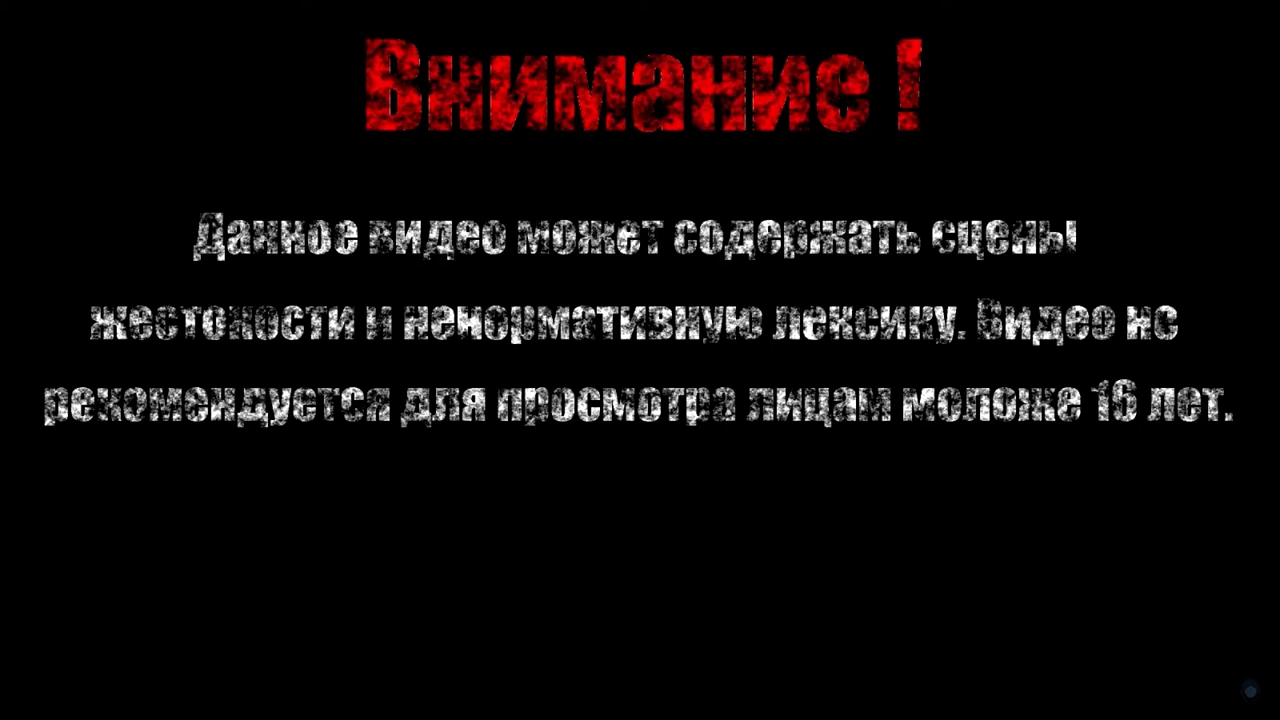 Внимание !
Данное видео может содержать сцены
жестокости и ненормативную лексику. Видео не
рекомендуется для просмотра лицам моложе 16 лет.